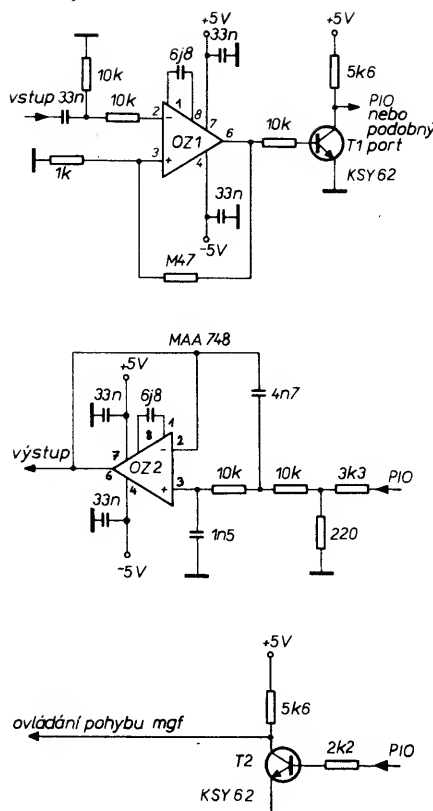 +5V
33n
+5V
6j8
10k
5k6
vstup
33n
10k
1
8
2
7
PIO
nebo
podobný
port
10k
6
3
OZ1
4
T1
1k
KSY 62
33n
-5V
M47
MAA 748
+5V
33n
6j8
4n7
8
1
2
výstup
7
10k
10k
3k3
6
OZ2
3
PIO
33n
4
1n5
220
-5V
+5V
5k6
ovládání pohybu mgf
T2
2k2
PIO
KSY 62